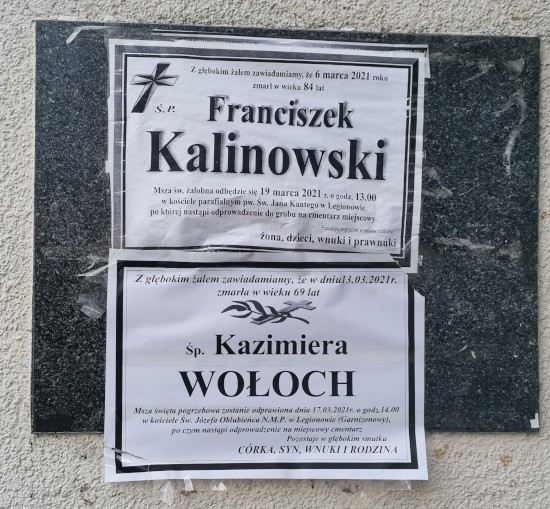 Z głębokim żalem zawiadamiamy, że 6 marca 2021 roku
zmarł w wieku 84 lat
Ś.P.
Franciszek
Kalinowski
Msza św. żałobna odbędzie się 19 marca 2021 r. o godz. 13.00
w kościele parafialnym pw. Św. Jana Kantego w Legionowie,
po której nastąpi odprowadzenie do grobu na cmentarz miejscowy.
Pozostają pogrążeni w smutku
żona, dzieci, wnuki i prawnuki
Z głębokim żalem zawiadamiamy, że w dniu13.03.2021r.
zmarła w wieku 69 lat
Śp. Kazimiera
WOŁOCH
Msza święta pogrzebowa zostanie odprawiona dnia 17.03.2021r. o godz.14.00
w kościele Św. Józefa Oblubieńca N.M.P. w Legionowie (Garnizonowy),
po czym nastąpi odprowadzenie na miejscowy cmentarz
Pozostaje w głębokim smutku
CÓRKA, SYN, WNUKI I RODZINA